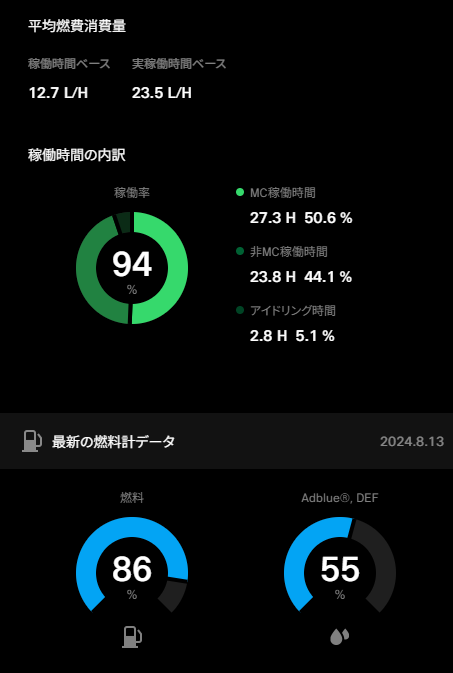 平均燃費消費量
稼働時間ベース 実稼働時間ベース
12.7 L/H 23.5 L/H
稼働時間の内訳
稼働率
94
%
MC稼働時間
27.3 H 50.6 %
非MC稼働時間
23.8 H 44.1 %
アイドリング時間
2.8 H 5.1 %
最新の燃料計データ 2024.8.13
燃料 Adblue®, DEF
86 55
% %